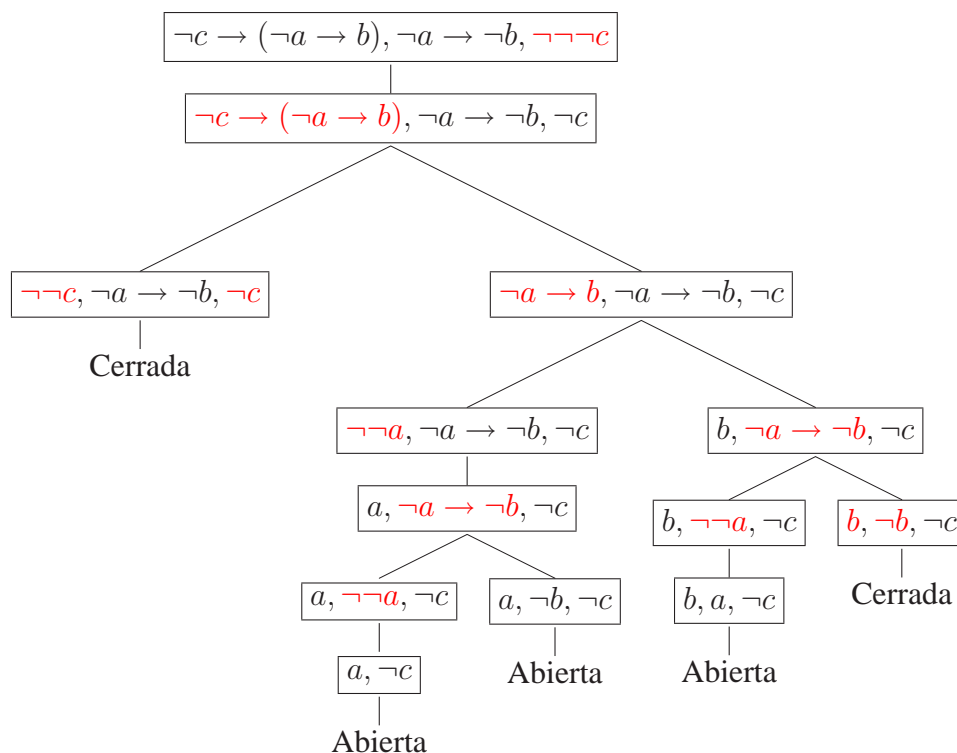 ¬c → (¬a → b), ¬a → ¬b, ¬¬¬c
¬c → (¬a → b), ¬a → ¬b, ¬c
¬¬c, ¬a → ¬b, ¬c
¬a → b, ¬a → ¬b, ¬c
Cerrada
¬¬a, ¬a → ¬b, ¬c
b, ¬a → ¬b, ¬c
a, ¬a → ¬b, ¬c
b, ¬¬a, ¬c
b, ¬b, ¬c
a, ¬¬a, ¬c
a, ¬b, ¬c
b, a, ¬c
Cerrada
a, ¬c
Abierta
Abierta
Abierta